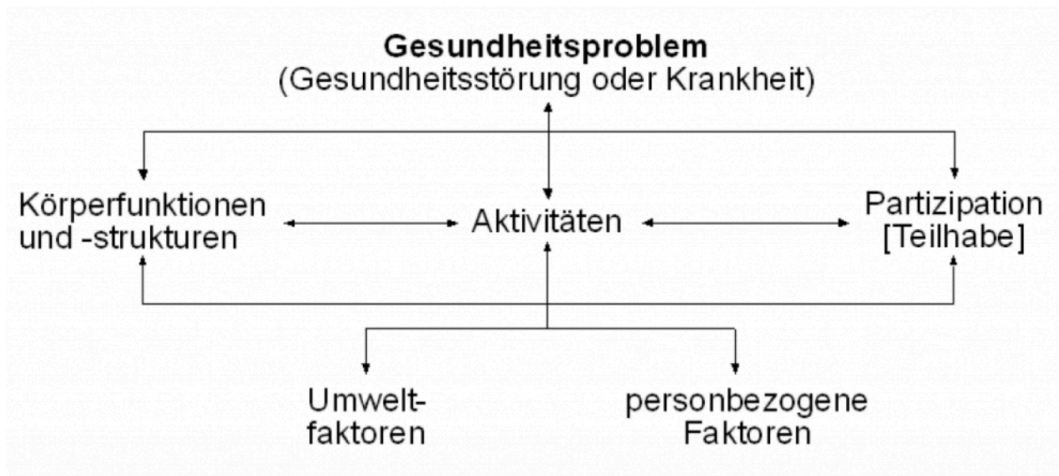 Gesundheitsproblem
(Gesundheitsstörung oder Krankheit)
Körperfunktionen
und -strukturen
Aktivitäten
Partizipation
[Teilhabe]
Umwelt-
faktoren
personbezogene
Faktoren